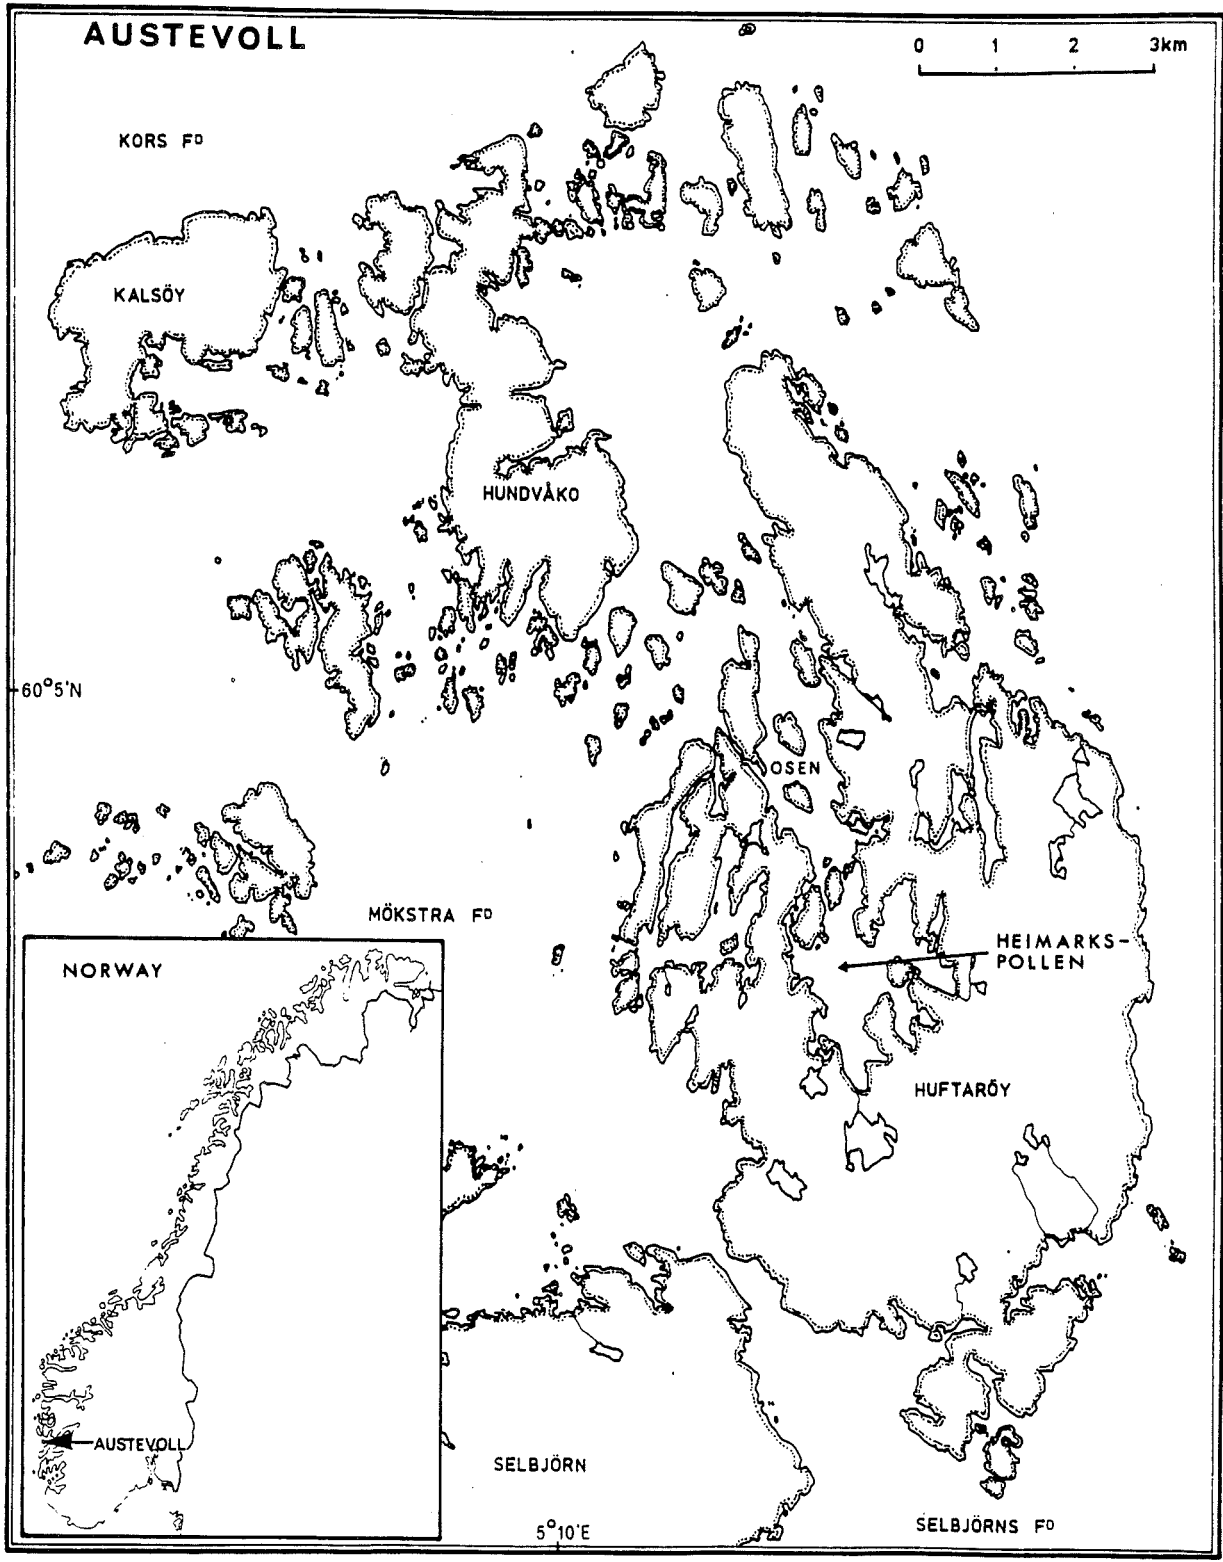 AUSTEVOLL
0 1 2 3km
KORS Fᴰ
KALSÖY
HUNDVÅKO
60°5'N
OSEN
MÖKSTRA Fᴰ
HEIMARKS-
POLLEN
NORWAY
HUFTARÖY
AUSTEVOLL
SELBJÖRN
SELBJÖRNS Fᴰ
5°10'E